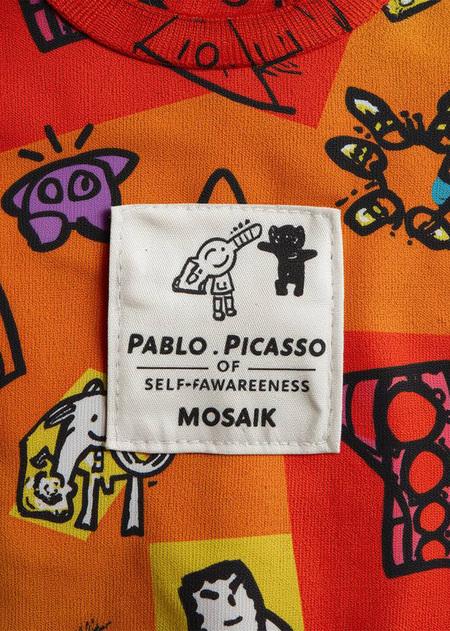 PABLO . PICASSO
OF
SELF-FAWAREENESS
MOSAIK